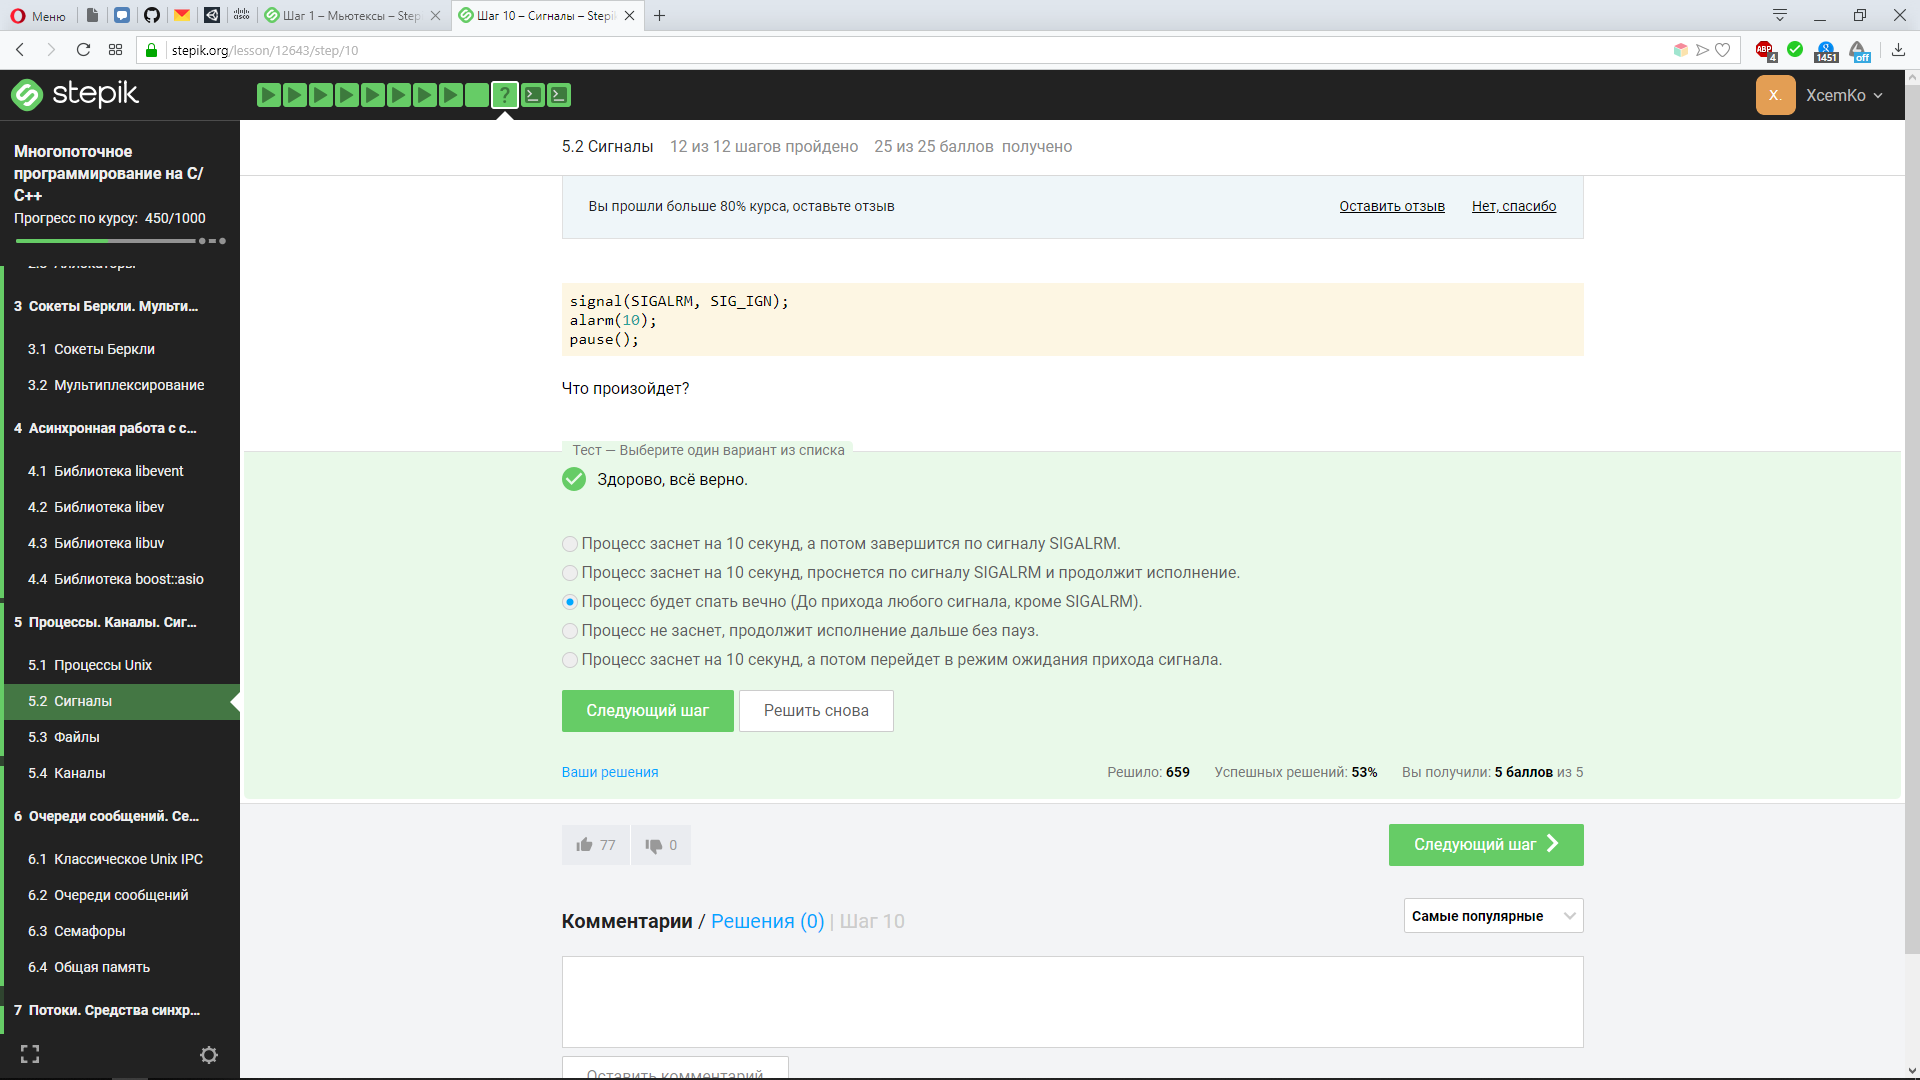 Меню
Шаг 1 – Мьютексы – Step
Шаг 10 – Сигналы – Stepi
stepik.org/lesson/12643/step/10
ABP
4
1451
off
stepik
X.
XcemKo
Многопоточное
программирование на C/
C++
Прогресс по курсу: 450/1000
3 Сокеты Беркли. Мульти...
3.1 Сокеты Беркли
3.2 Мультиплексирование
4 Асинхронная работа с с...
4.1 Библиотека libevent
4.2 Библиотека libev
4.3 Библиотека libuv
4.4 Библиотека boost::asio
5 Процессы. Каналы. Сиг...
5.1 Процессы Unix
5.2 Сигналы
5.3 Файлы
5.4 Каналы
6 Очереди сообщений. Се...
6.1 Классическое Unix IPC
6.2 Очереди сообщений
6.3 Семафоры
6.4 Общая память
7 Потоки. Средства синхр...
5.2 Сигналы 12 из 12 шагов пройдено 25 из 25 баллов получено
Вы прошли больше 80% курса, оставьте отзыв
Оставить отзыв Нет, спасибо
signal(SIGALRM, SIG_IGN);
alarm(10);
pause();
Что произойдет?
Тест — Выберите один вариант из списка
Здорово, всё верно.
Процесс заснет на 10 секунд, а потом завершится по сигналу SIGALRM.
Процесс заснет на 10 секунд, проснется по сигналу SIGALRM и продолжит исполнение.
Процесс будет спать вечно (До прихода любого сигнала, кроме SIGALRM).
Процесс не заснет, продолжит исполнение дальше без пауз.
Процесс заснет на 10 секунд, а потом перейдет в режим ожидания прихода сигнала.
Следующий шаг Решить снова
Ваши решения Решило: 659 Успешных решений: 53% Вы получили: 5 баллов из 5
77 0
Следующий шаг
Комментарии / Решения (0) | Шаг 10
Самые популярные
Оставить комментарий